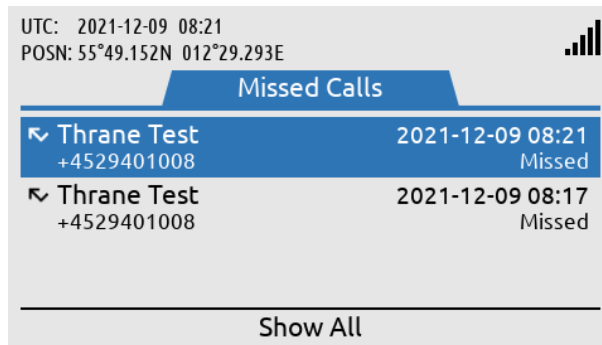 UTC: 2021-12-09 08:21
POSN: 55°49.152N 012°29.293E
Missed Calls
Thrane Test 2021-12-09 08:21
+4529401008 Missed
Thrane Test 2021-12-09 08:17
+4529401008 Missed
Show All